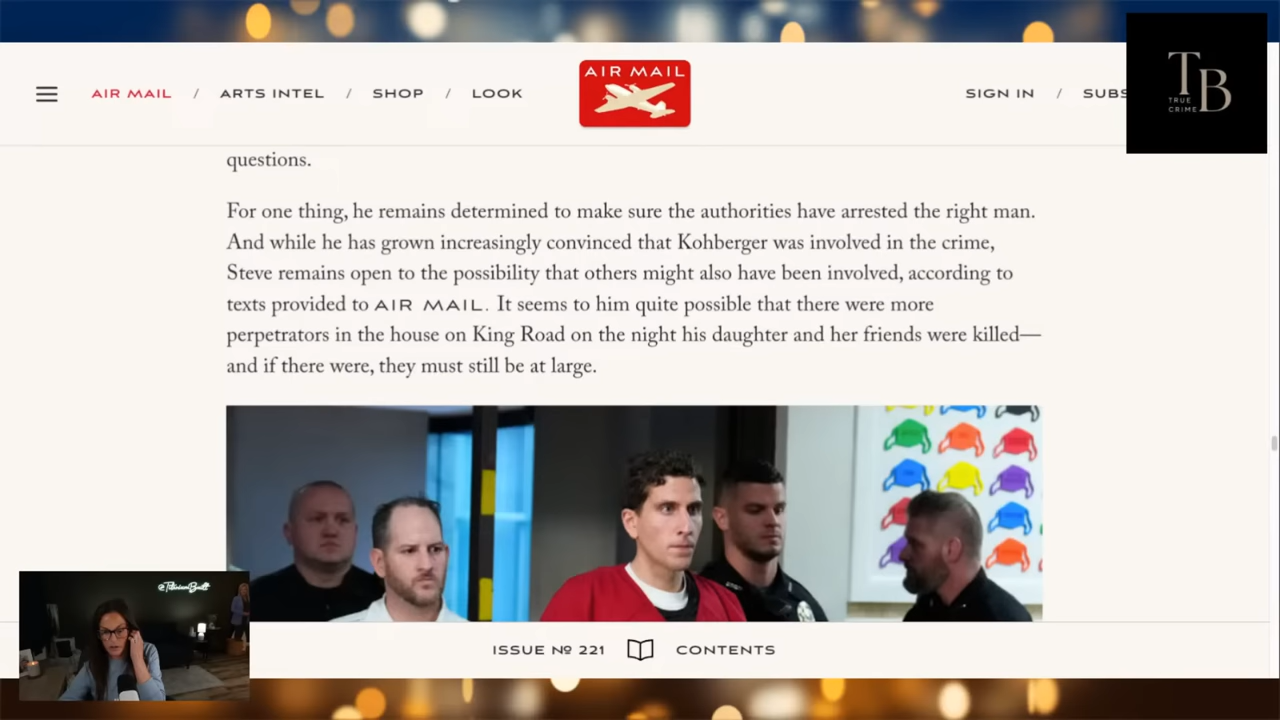 AIR MAIL / ARTS INTEL / SHOP / LOOK
AIR MAIL
SIGN IN / SUBS
TB
TRUE
CRIME
questions.
For one thing, he remains determined to make sure the authorities have arrested the right man.
And while he has grown increasingly convinced that Kohberger was involved in the crime,
Steve remains open to the possibility that others might also have been involved, according to
texts provided to AIR MAIL. It seems to him quite possible that there were more
perpetrators in the house on King Road on the night his daughter and her friends were killed—
and if there were, they must still be at large.
ISSUE Nº 221
CONTENTS